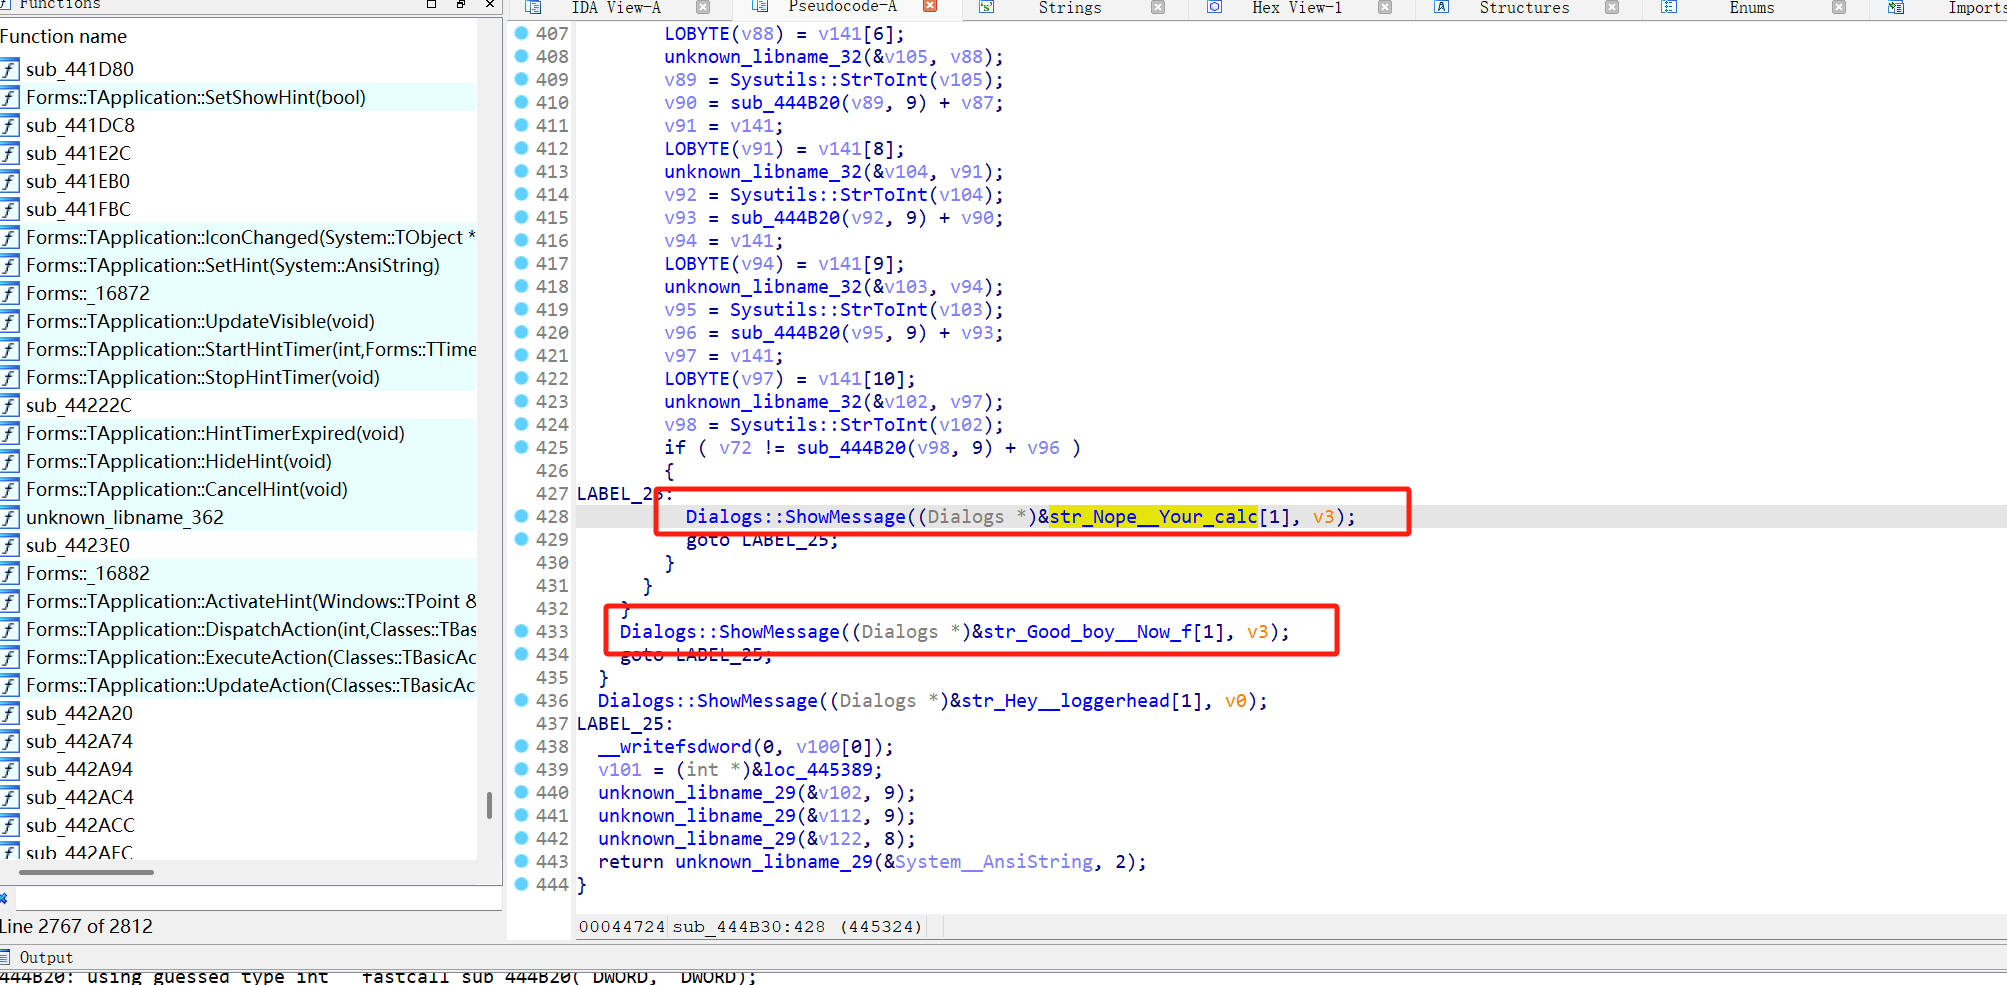 Functions
IDA View-A
Pseudocode-A
Strings
Hex View-1
Structures
Enums
Imports
Function name
sub_441D80
Forms::TApplication::SetShowHint(bool)
sub_441DC8
sub_441E2C
sub_441EB0
sub_441FBC
Forms::TApplication::IconChanged(System::TObject *
Forms::TApplication::SetHint(System::AnsiString)
Forms::_16872
Forms::TApplication::UpdateVisible(void)
Forms::TApplication::StartHintTimer(int,Forms::TTime
Forms::TApplication::StopHintTimer(void)
sub_44222C
Forms::TApplication::HintTimerExpired(void)
Forms::TApplication::HideHint(void)
Forms::TApplication::CancelHint(void)
unknown_libname_362
sub_4423E0
Forms::_16882
Forms::TApplication::ActivateHint(Windows::TPoint &
Forms::TApplication::DispatchAction(int,Classes::TBas
Forms::TApplication::ExecuteAction(Classes::TBasicAc
Forms::TApplication::UpdateAction(Classes::TBasicAct
sub_442A20
sub_442A74
sub_442A94
sub_442AC4
sub_442ACC
sub_442AFC
Line 2767 of 2812
407 LOBYTE(v88) = v141[6];
408 unknown_libname_32(&v105, v88);
409 v89 = Sysutils::StrToInt(v105);
410 v90 = sub_444B20(v89, 9) + v87;
411 v91 = v141;
412 LOBYTE(v91) = v141[8];
413 unknown_libname_32(&v104, v91);
414 v92 = Sysutils::StrToInt(v104);
415 v93 = sub_444B20(v92, 9) + v90;
416 v94 = v141;
417 LOBYTE(v94) = v141[9];
418 unknown_libname_32(&v103, v94);
419 v95 = Sysutils::StrToInt(v103);
420 v96 = sub_444B20(v95, 9) + v93;
421 v97 = v141;
422 LOBYTE(v97) = v141[10];
423 unknown_libname_32(&v102, v97);
424 v98 = Sysutils::StrToInt(v102);
425 if ( v72 != sub_444B20(v98, 9) + v96 )
426 {
427 LABEL_23:
428 Dialogs::ShowMessage((Dialogs *)&str_Nope__Your_calc[1], v3);
429 goto LABEL_25;
430 }
431 }
432 }
433 Dialogs::ShowMessage((Dialogs *)&str_Good_boy__Now_f[1], v3);
434 goto LABEL_25;
435 }
436 Dialogs::ShowMessage((Dialogs *)&str_Hey__loggerhead[1], v0);
437 LABEL_25:
438 __writefsdword(0, v100[0]);
439 v101 = (int *)&loc_445389;
440 unknown_libname_29(&v102, 9);
441 unknown_libname_29(&v112, 9);
442 unknown_libname_29(&v122, 8);
443 return unknown_libname_29(&System__AnsiString, 2);
444 }
00044724 sub_444B30:428 (445324)
Output
444B20: using guessed type int __fastcall sub_444B20(_DWORD, _DWORD);